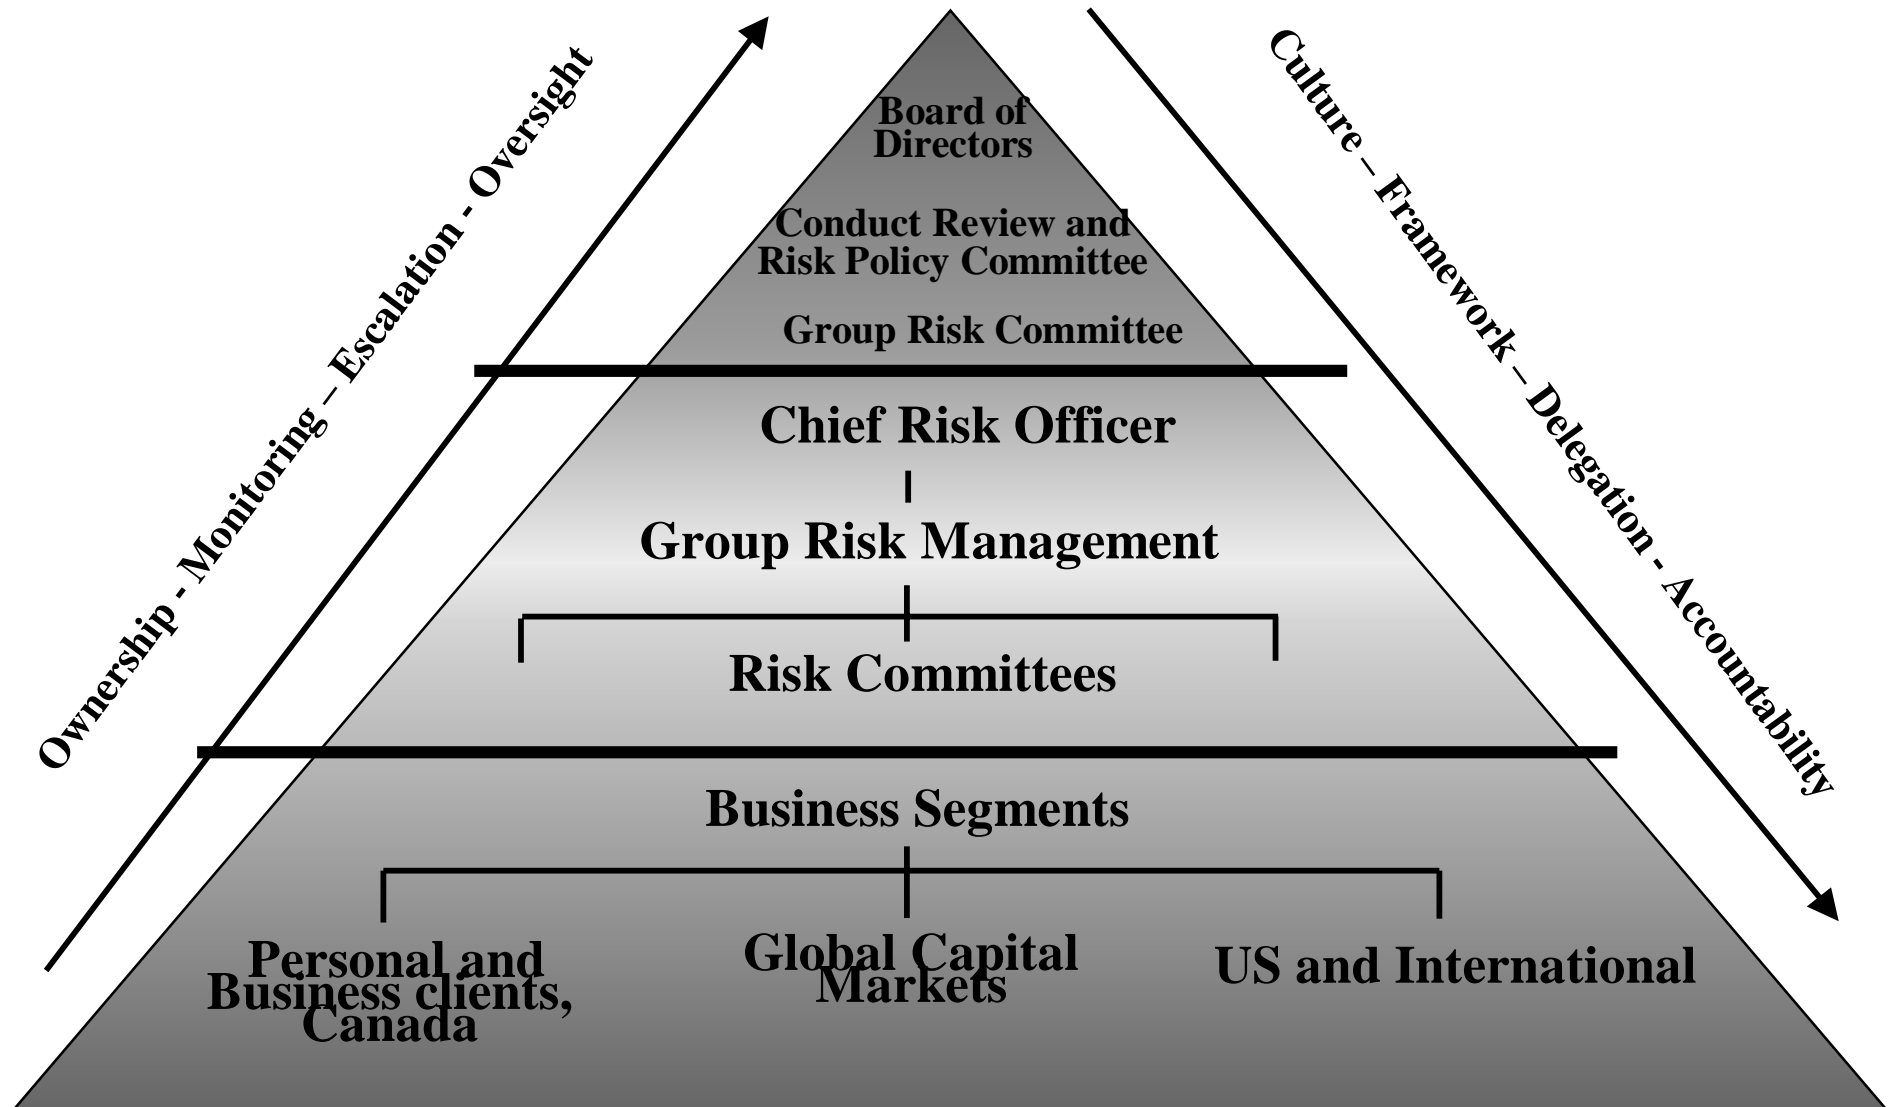 Ownership - Monitoring – Escalation - Oversight
Culture – Framework – Delegation - Accountability
Board of
Directors
Conduct Review and
Risk Policy Committee
Group Risk Committee
Chief Risk Officer
Group Risk Management
Risk Committees
Business Segments
Personal and
Business clients,
Canada
Global Capital
Markets
US and International